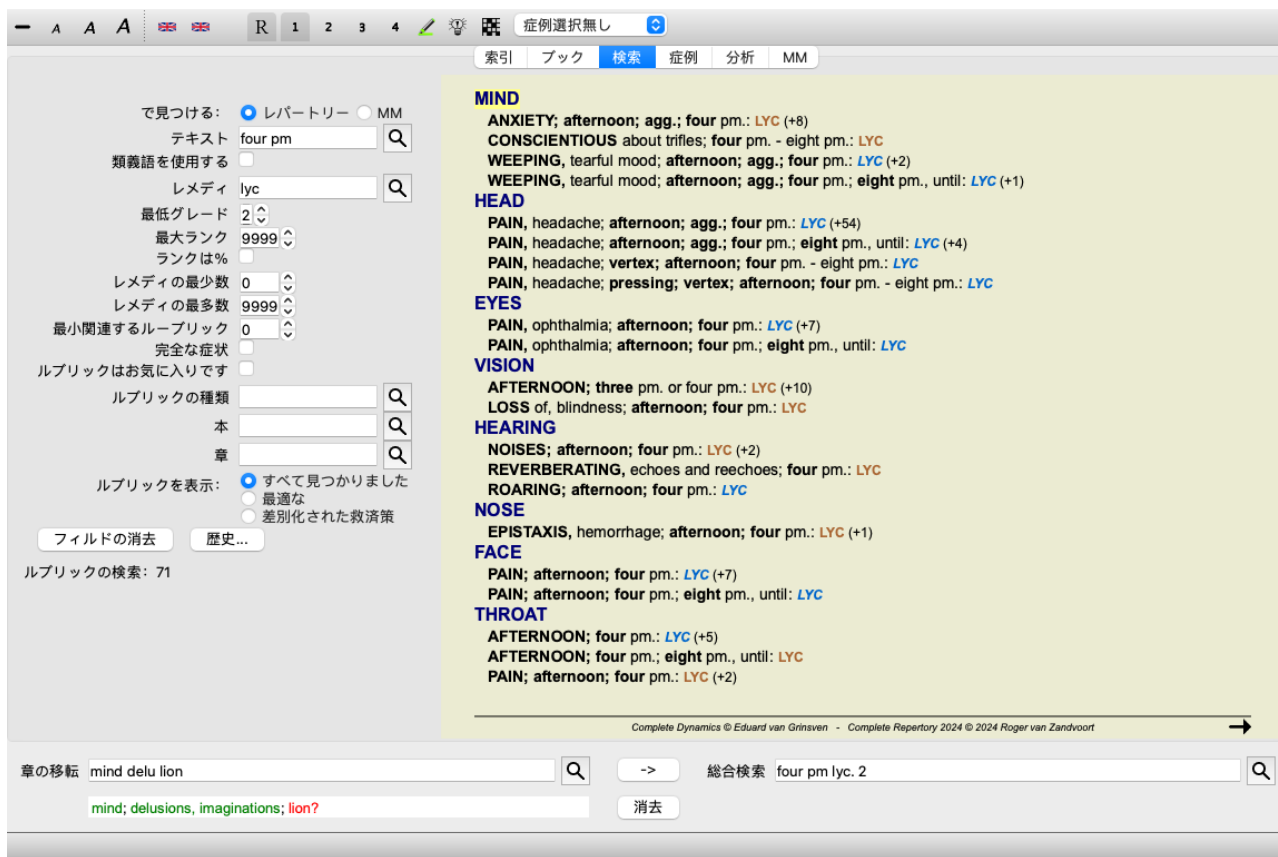 A A A R 1 2 3 4 症例選択無し
索引 ブック 検索 症例 分析 MM
で見つける: レパートリー MM
テキスト four pm
類義語を使用する
レメディ lyc
最低グレード 2
最大ランク 9999
ランクは%
レメディの最少数 0
レメディの最多数 9999
最小関連するルーブリック 0
完全な症状
ルブリックはお気に入りです
ルブリックの種類
本
章
ルブリックを表示: すべて見つかりました
最適な
差別化された救済策
フィールドの消去 歴史...
ルブリックの検索: 71
MIND
ANXIETY; afternoon; agg.; four pm.: LYC (+8)
CONSCIENTIOUS about trifles; four pm. - eight pm.: LYC
WEEPING, tearful mood; afternoon; agg.; four pm.: LYC (+2)
WEEPING, tearful mood; afternoon; agg.; four pm.; eight pm., until: LYC (+1)
HEAD
PAIN, headache; afternoon; agg.; four pm.: LYC (+54)
PAIN, headache; afternoon; agg.; four pm.; eight pm., until: LYC (+4)
PAIN, headache; vertex; afternoon; four pm. - eight pm.: LYC
PAIN, headache; pressing; vertex; afternoon; four pm. - eight pm.: LYC
EYES
PAIN, ophthalmia; afternoon; four pm.: LYC (+7)
PAIN, ophthalmia; afternoon; four pm.; eight pm., until: LYC
VISION
AFTERNOON; three pm. or four pm.: LYC (+10)
LOSS of, blindness; afternoon; four pm.: LYC
HEARING
NOISES; afternoon; four pm.: LYC (+2)
REVERBERATING, echoes and reechoes; four pm.: LYC
ROARING; afternoon; four pm.: LYC
NOSE
EPISTAXIS, hemorrhage; afternoon; four pm.: LYC (+1)
FACE
PAIN; afternoon; four pm.: LYC (+7)
PAIN; afternoon; four pm.; eight pm., until: LYC
THROAT
AFTERNOON; four pm.: LYC (+5)
AFTERNOON; four pm.; eight pm., until: LYC
PAIN; afternoon; four pm.: LYC (+2)
Complete Dynamics © Eduard van Grinsven - Complete Repertory 2024 © 2024 Roger van Zandvoort
章の移転 mind delu lion -> 総合検索 four pm lyc. 2
mind; delusions, imaginations; lion? 消去